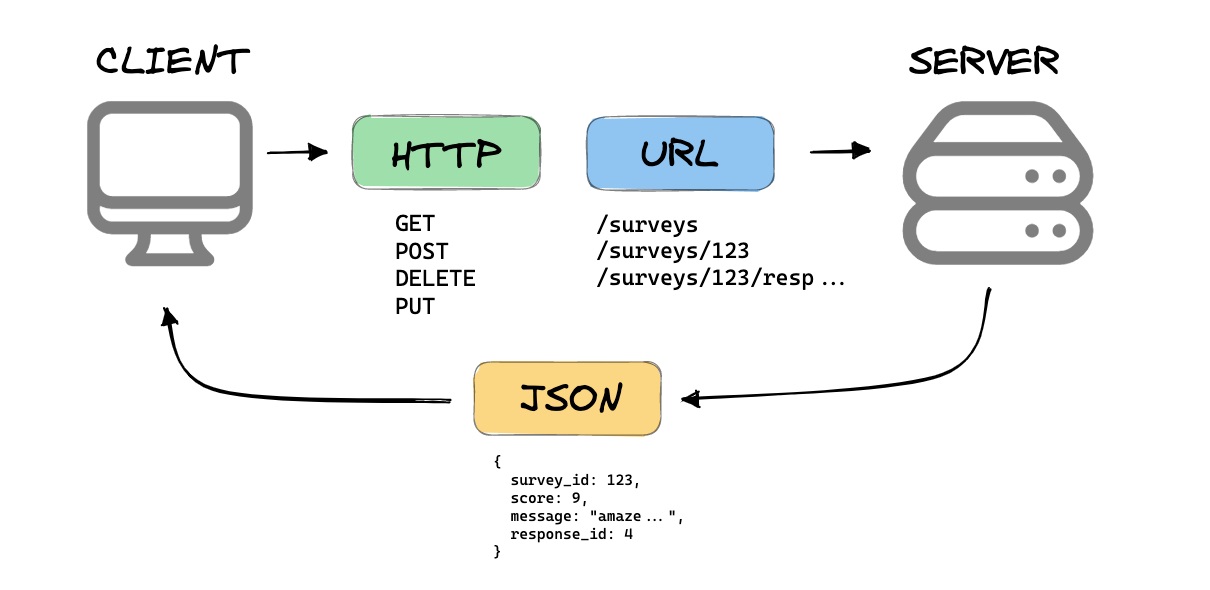 CLIENT
SERVER
HTTP
URL
GET
POST
DELETE
PUT
/surveys
/surveys/123
/surveys/123/resp...
JSON
{
  survey_id: 123,
  score: 9,
  message: "amaze...",
  response_id: 4
}